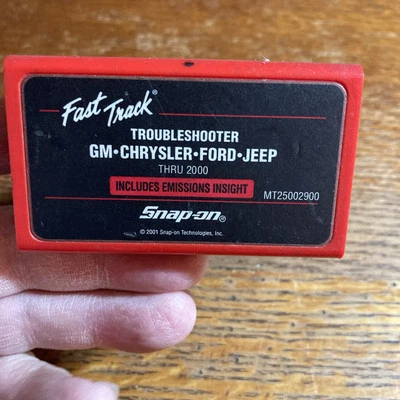 Fast Track®
TROUBLESHOOTER
GM•CHRYSLER•FORD•JEEP
THRU 2000
INCLUDES EMISSIONS INSIGHT
MT25002900
Snap-on®
© 2001 Snap-on Technologies, Inc.